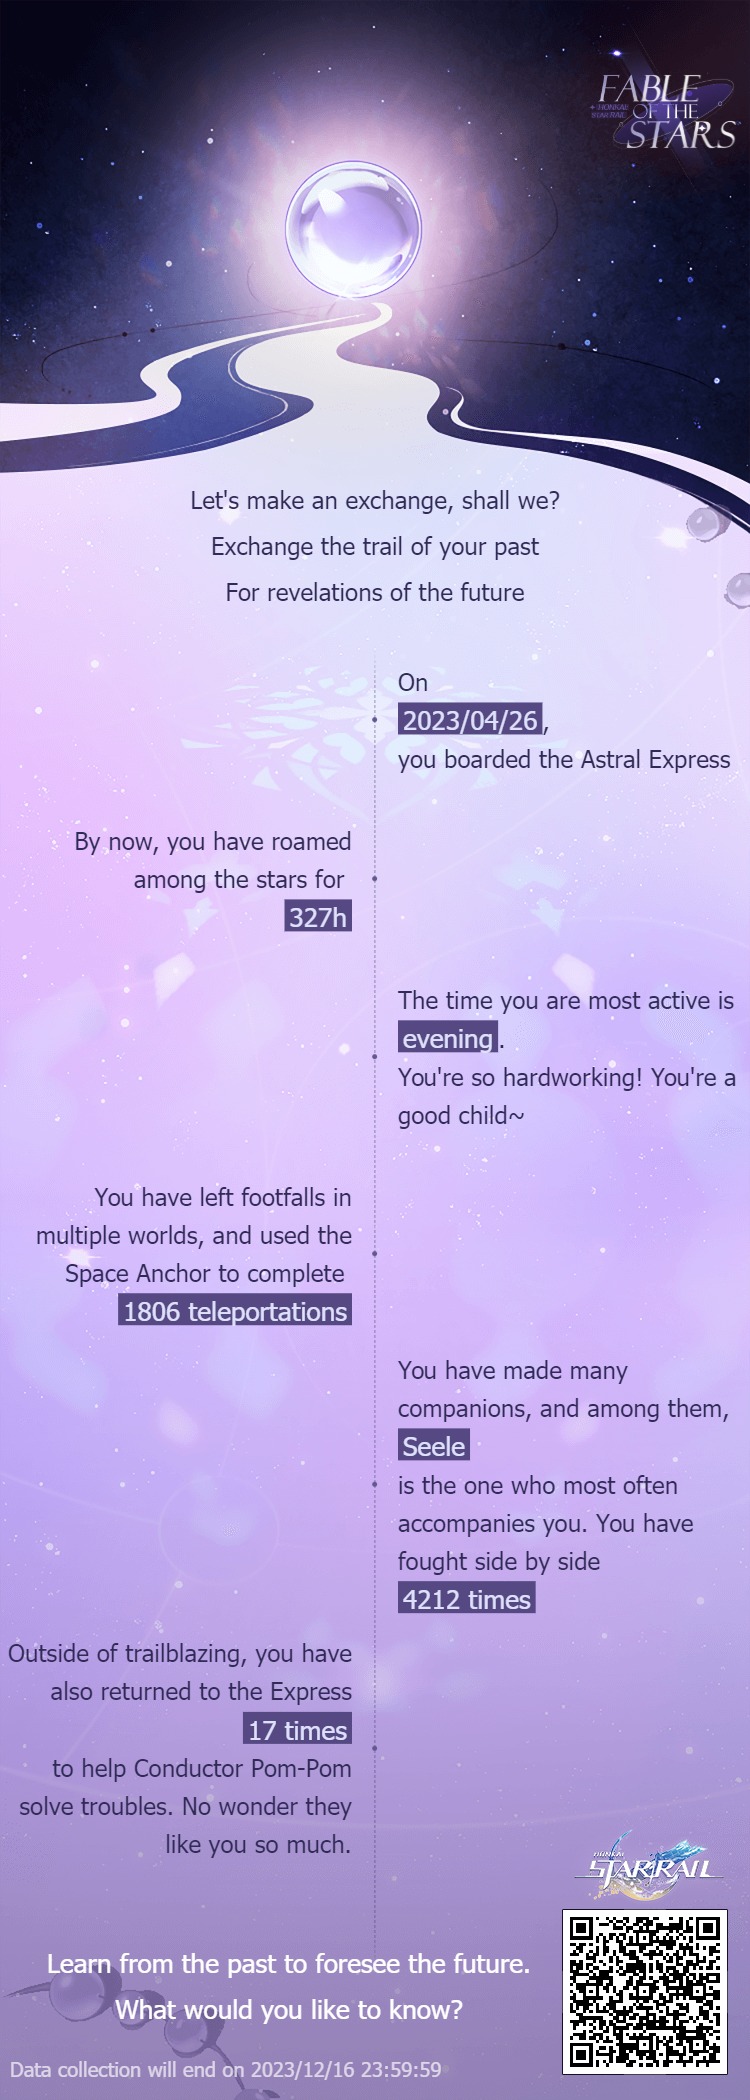 FABLE
HONKAI
OF THE
STAR RAIL
STARS
Let's make an exchange, shall we?
Exchange the trail of your past
For revelations of the future
On
2023/04/26,
you boarded the Astral Express
By now, you have roamed
among the stars for
327h
The time you are most active is
evening.
You're so hardworking! You're a
good child~
You have left footfalls in
multiple worlds, and used the
Space Anchor to complete
1806 teleportations
You have made many
companions, and among them,
Seele
is the one who most often
accompanies you. You have
fought side by side
4212 times
Outside of trailblazing, you have
also returned to the Express
17 times
to help Conductor Pom-Pom
solve troubles. No wonder they
like you so much.
HONKAI
STAR RAIL
Learn from the past to foresee the future.
What would you like to know?
Data collection will end on 2023/12/16 23:59:59